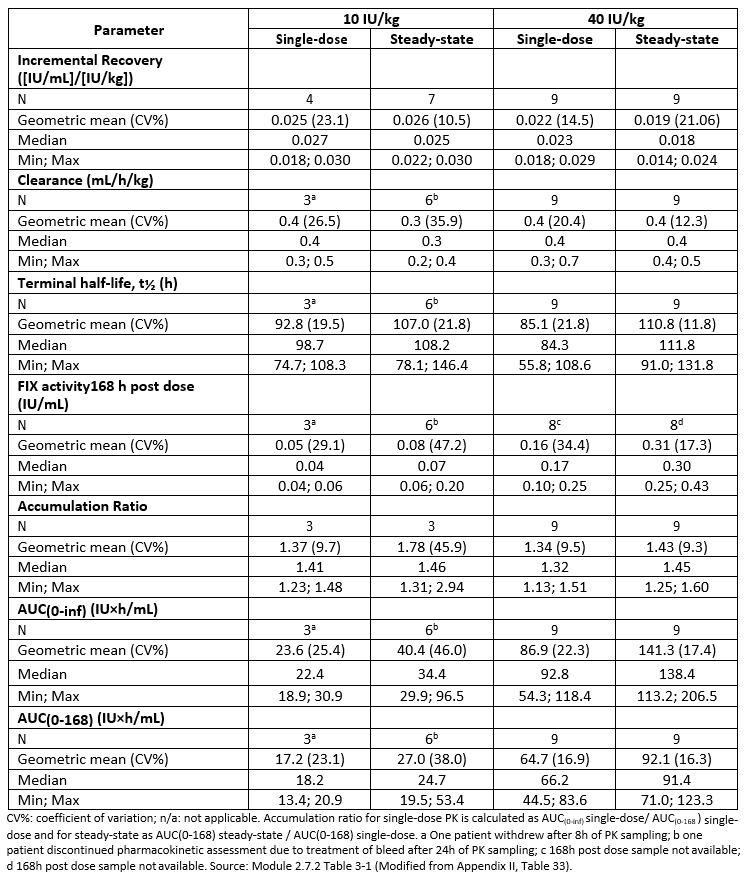 Parameter 10 IU/kg 40 IU/kg
Single-dose Steady-state Single-dose Steady-state
Incremental Recovery
([IU/mL]/[IU/kg])
N 4 7 9 9
Geometric mean (CV%) 0.025 (23.1) 0.026 (10.5) 0.022 (14.5) 0.019 (21.06)
Median 0.027 0.025 0.023 0.018
Min; Max 0.018; 0.030 0.022; 0.030 0.018; 0.029 0.014; 0.024
Clearance (mL/h/kg)
N 3a 6b 9 9
Geometric mean (CV%) 0.4 (26.5) 0.3 (35.9) 0.4 (20.4) 0.4 (12.3)
Median 0.4 0.3 0.4 0.4
Min; Max 0.3; 0.5 0.2; 0.4 0.3; 0.7 0.4; 0.5
Terminal half-life, t½ (h)
N 3a 6b 9 9
Geometric mean (CV%) 92.8 (19.5) 107.0 (21.8) 85.1 (21.8) 110.8 (11.8)
Median 98.7 108.2 84.3 111.8
Min; Max 74.7; 108.3 78.1; 146.4 55.8; 108.6 91.0; 131.8
FIX activity168 h post dose
(IU/mL)
N 3a 6b 8c 8d
Geometric mean (CV%) 0.05 (29.1) 0.08 (47.2) 0.16 (34.4) 0.31 (17.3)
Median 0.04 0.07 0.17 0.30
Min; Max 0.04; 0.06 0.06; 0.20 0.10; 0.25 0.25; 0.43
Accumulation Ratio
N 3 3 9 9
Geometric mean (CV%) 1.37 (9.7) 1.78 (45.9) 1.34 (9.5) 1.43 (9.3)
Median 1.41 1.46 1.32 1.45
Min; Max 1.23; 1.48 1.31; 2.94 1.13; 1.51 1.25; 1.60
AUC(0-inf) (IU×h/mL)
N 3a 6b 9 9
Geometric mean (CV%) 23.6 (25.4) 40.4 (46.0) 86.9 (22.3) 141.3 (17.4)
Median 22.4 34.4 92.8 138.4
Min; Max 18.9; 30.9 29.9; 96.5 54.3; 118.4 113.2; 206.5
AUC(0-168) (IU×h/mL)
N 3a 6b 9 9
Geometric mean (CV%) 17.2 (23.1) 27.0 (38.0) 64.7 (16.9) 92.1 (16.3)
Median 18.2 24.7 66.2 91.4
Min; Max 13.4; 20.9 19.5; 53.4 44.5; 83.6 71.0; 123.3
CV%: coefficient of variation; n/a: not applicable. Accumulation ratio for single-dose PK is calculated as AUC(0-inf) single-dose/ AUC(0-168 ) single-
dose and for steady-state as AUC(0-168) steady-state / AUC(0-168) single-dose. a One patient withdrew after 8h of PK sampling; b one
patient discontinued pharmacokinetic assessment due to treatment of bleed after 24h of PK sampling; c 168h post dose sample not available;
d 168h post dose sample not available. Source: Module 2.7.2 Table 3-1 (Modified from Appendix II, Table 33).